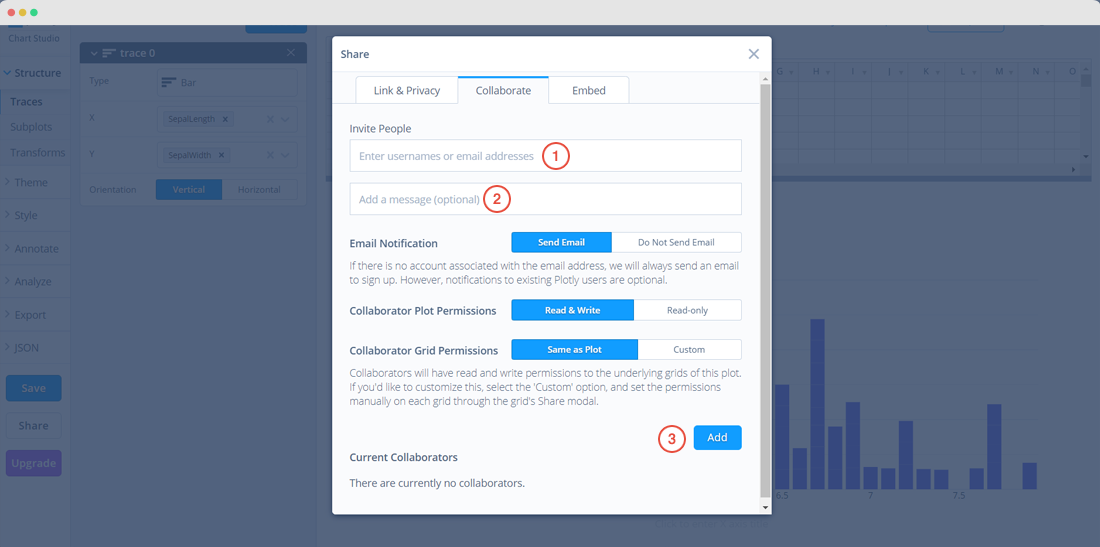 Chart Studio
Structure
Traces
Subplots
Transforms
Theme
Style
Annotate
Analyze
Export
JSON
Save
Share
Upgrade
trace 0
Type
Bar
X
SepalLength
Y
SepalWidth
Orientation
Vertical
Horizontal
Share
Link & Privacy
Collaborate
Embed
Invite People
Enter usernames or email addresses
1
Add a message (optional)
2
Email Notification
Send Email
Do Not Send Email
If there is no account associated with the email address, we will always send an email
to sign up. However, notifications to existing Plotly users are optional.
Collaborator Plot Permissions
Read & Write
Read-only
Collaborator Grid Permissions
Same as Plot
Custom
Collaborators will have read and write permissions to the underlying grids of this plot.
If you'd like to customize this, select the 'Custom' option, and set the permissions
manually on each grid through the grid's Share modal.
3
Add
Current Collaborators
There are currently no collaborators.
G H I J K L M N O
6.5 7 7.5